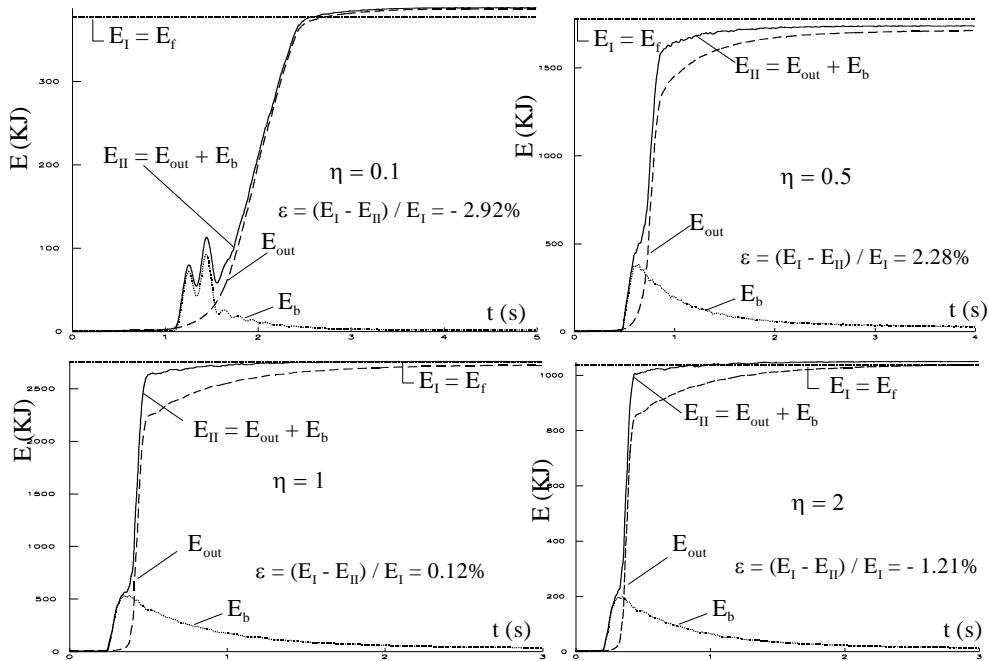 E_I = E_f
300
E (KJ)
E_II = E_out + E_b
200
η = 0.1
ε = (E_I - E_II) / E_I = - 2.92%
100
E_out
E_b
t (s)
0
0 1 2 3 4 5
E_I = E_f
1500
E_II = E_out + E_b
E (KJ)
1000
η = 0.5
500
E_out
ε = (E_I - E_II) / E_I = 2.28%
E_b
t (s)
0
0 1 2 3 4
2500
E_I = E_f
E_II = E_out + E_b
E (KJ)
2000
1500
η = 1
1000
E_out
ε = (E_I - E_II) / E_I = 0.12%
500
E_b
t (s)
0
0 1 2 3
1000
E_I = E_f
E_II = E_out + E_b
800
E (KJ)
600
η = 2
400
E_out
ε = (E_I - E_II) / E_I = - 1.21%
200
E_b
t (s)
0
0 1 2 3